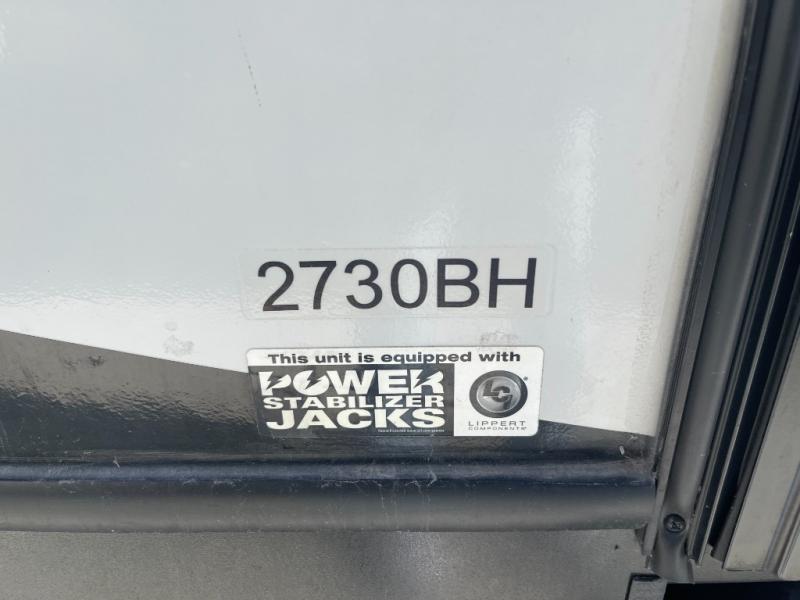 2730BH
This unit is equipped with
POWER
STABILIZER
JACKS
LC
LIPPERT
COMPONENTS®